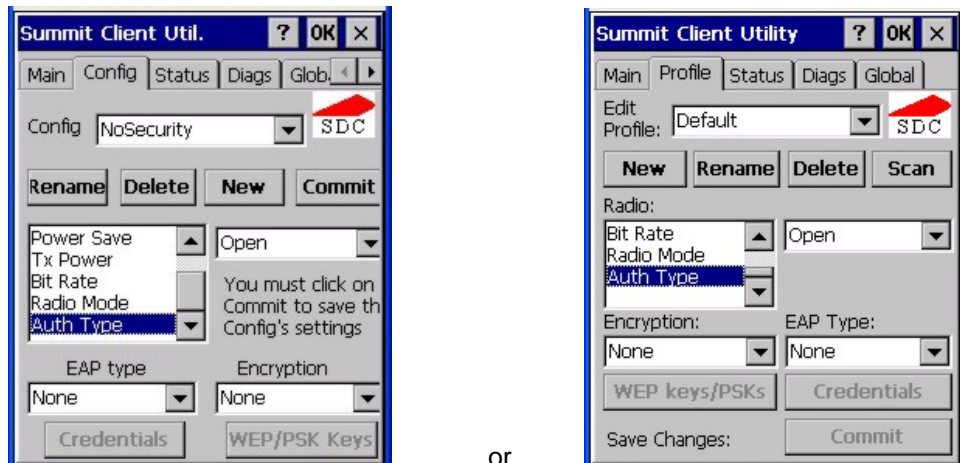 Summit Client Util.
? OK ×
Main Config Status Diags Glob
Config NoSecurity
SDC
Rename Delete New Commit
Power Save
Tx Power
Bit Rate
Radio Mode
Auth Type
Open
You must click on
Commit to save th
Config's settings
EAP type
Encryption
None
None
Credentials
WEP/PSK Keys
or
Summit Client Utility
? OK ×
Main Profile Status Diags Global
Edit
Profile: Default
SDC
New Rename Delete Scan
Radio:
Bit Rate
Radio Mode
Auth Type
Open
Encryption:
EAP Type:
None
None
WEP keys/PSKs
Credentials
Save Changes:
Commit